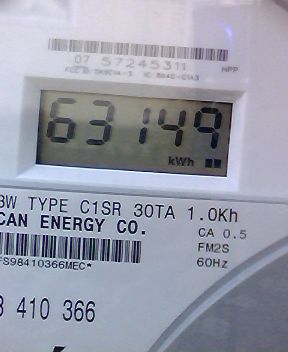 07 57245311
HPP
63149
kWh
3W TYPE C1SR 30TA 1.0Kh
CAN ENERGY CO.
CA 0.5
FM2S
60Hz
FS98410366MEC*
410 366